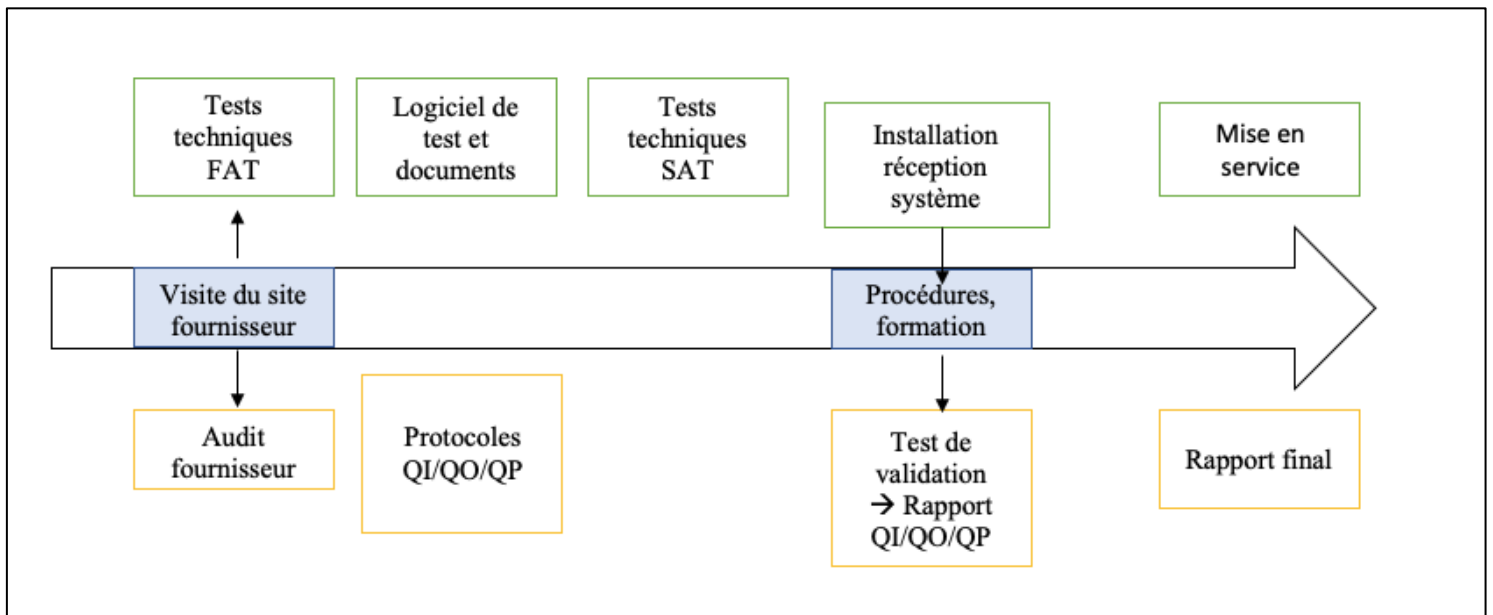 Tests
techniques
FAT
Logiciel de
test et
documents
Tests
techniques
SAT
Installation
réception
système
Mise en
service
Visite du site
fournisseur
Procédures,
formation
Audit
fournisseur
Protocoles
QI/QO/QP
Test de
validation
→ Rapport
QI/QO/QP
Rapport final